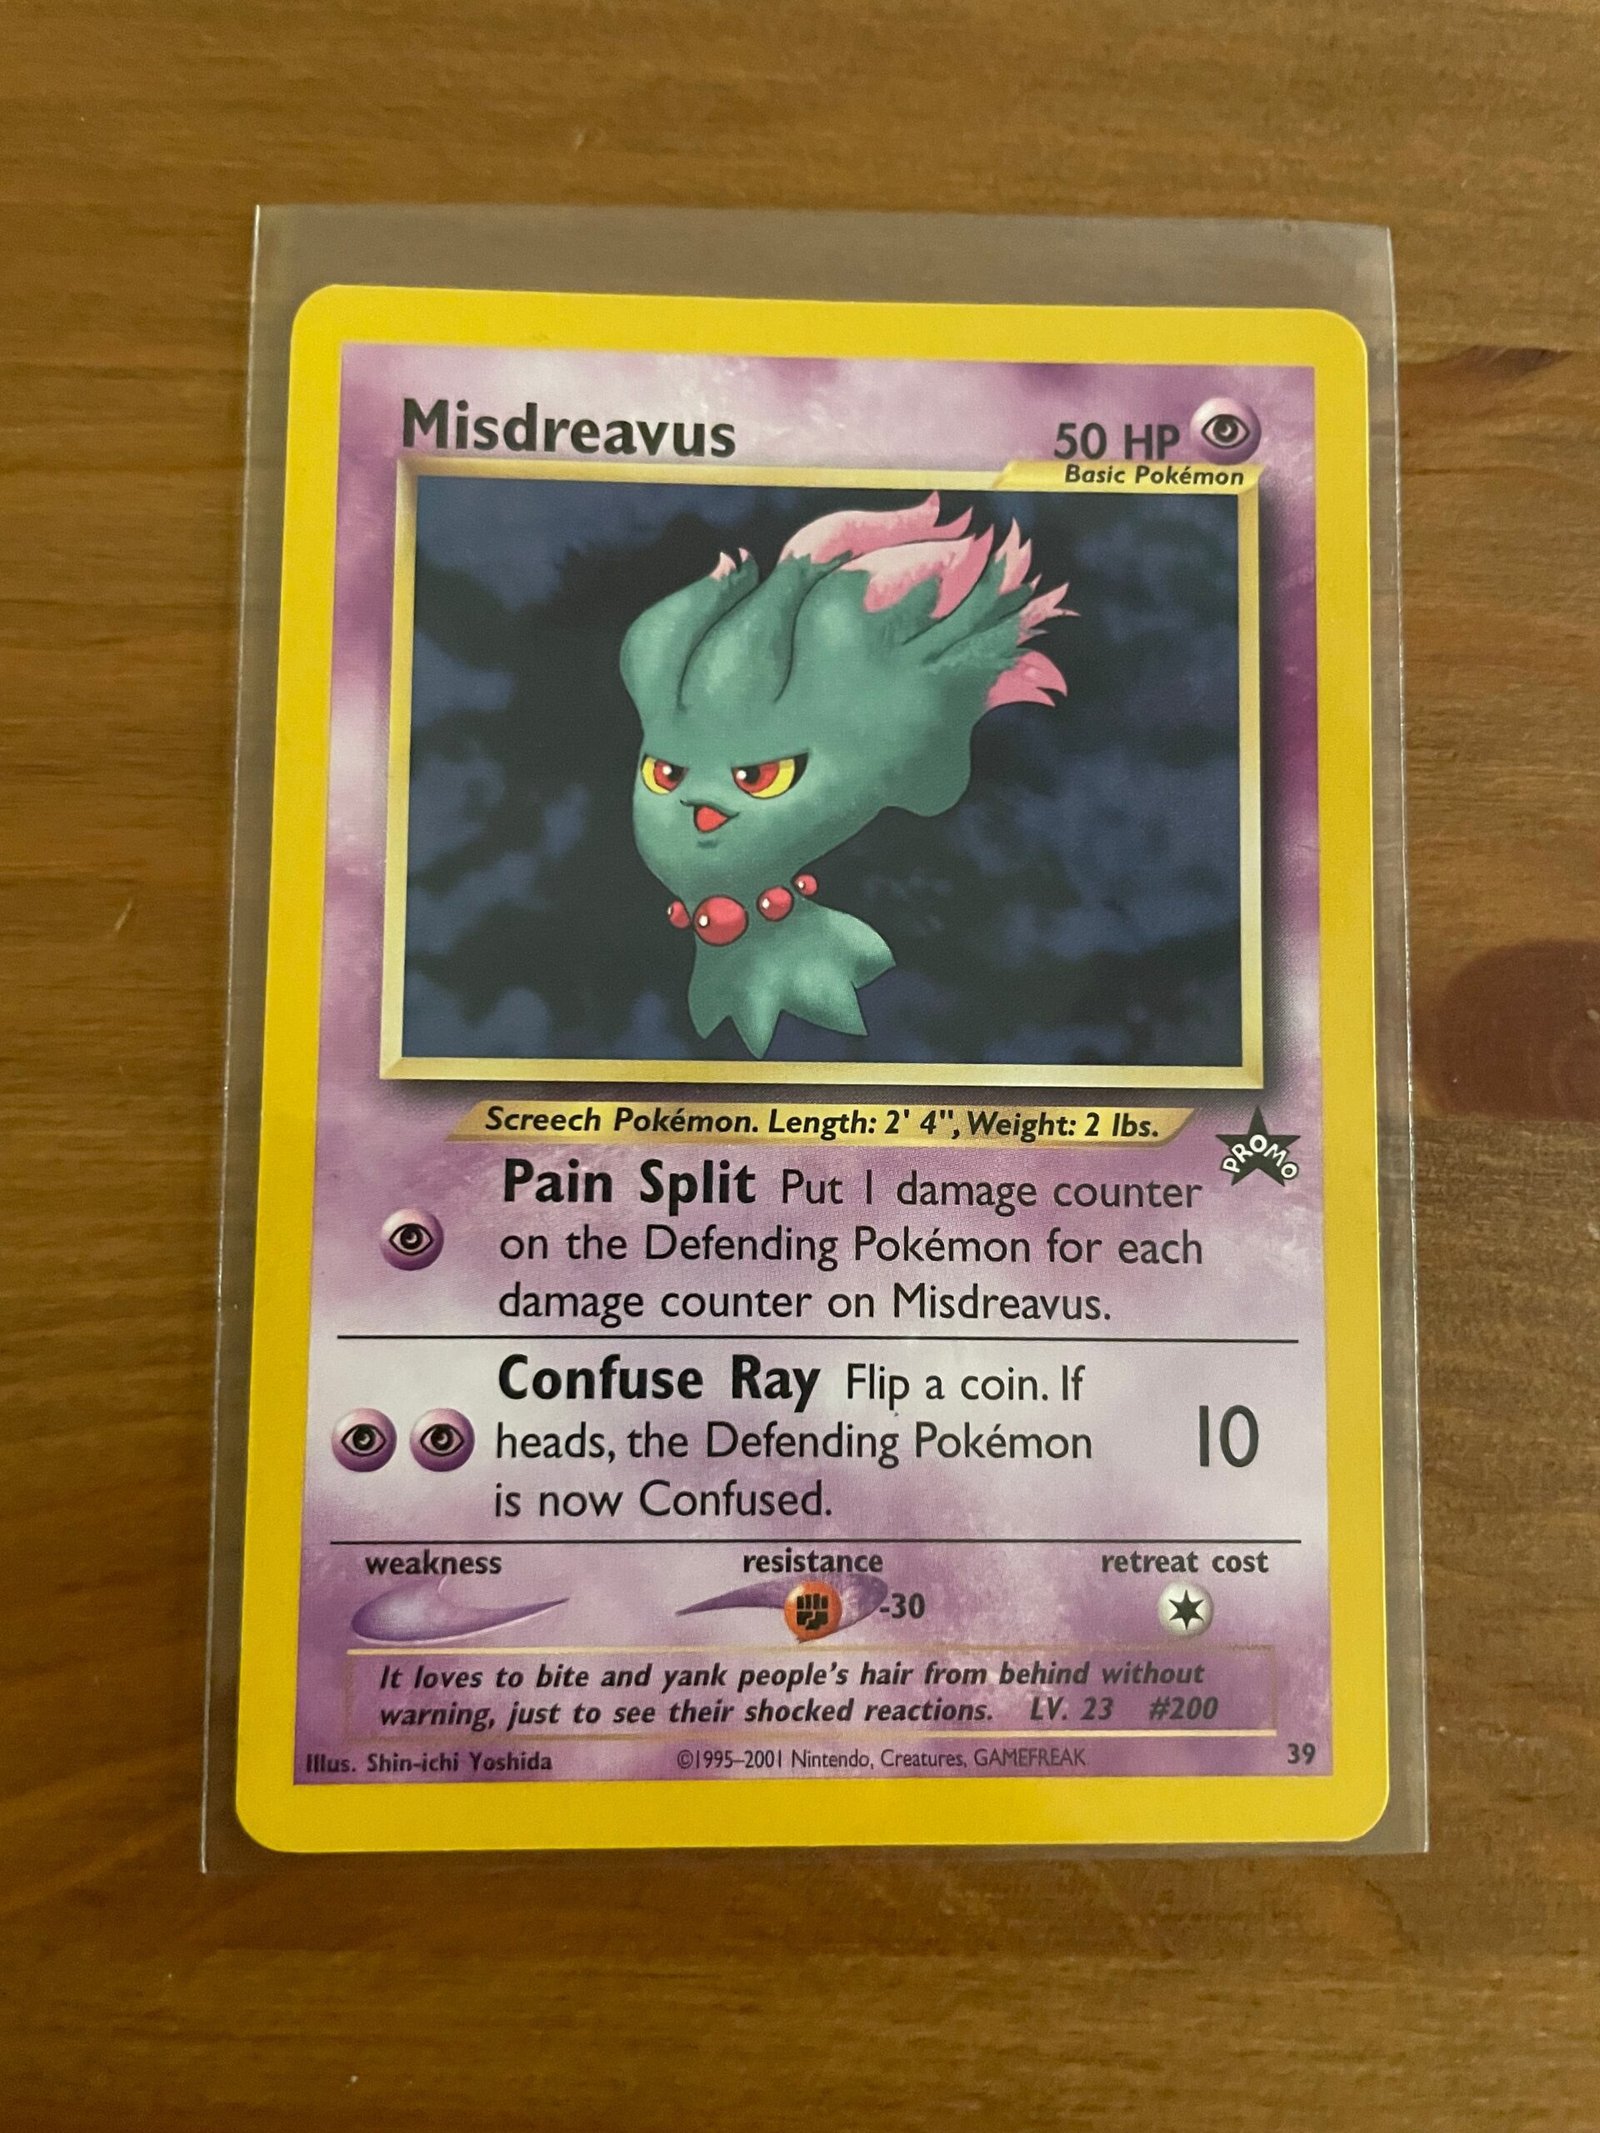 Misdreavus
50 HP
Basic Pokémon
Screech Pokémon. Length: 2' 4", Weight: 2 lbs.
PROMO
Pain Split Put 1 damage counter
on the Defending Pokémon for each
damage counter on Misdreavus.
Confuse Ray Flip a coin. If
heads, the Defending Pokémon
is now Confused.
10
weakness
resistance
retreat cost
-30
It loves to bite and yank people's hair from behind without
warning, just to see their shocked reactions. LV. 23 #200
Illus. Shin-ichi Yoshida
©1995–2001 Nintendo, Creatures, GAMEFREAK
39